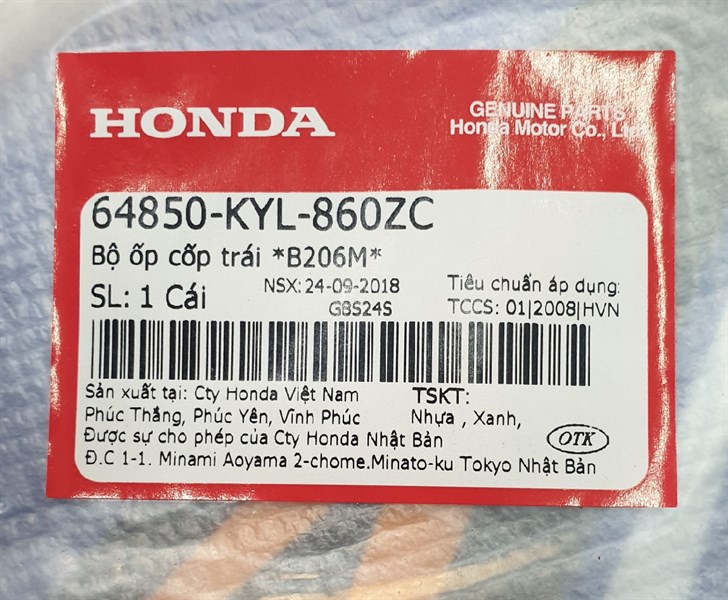 HONDA
GENUINE PARTS
Honda Motor Co., Ltd.
64850-KYL-860ZC
Bộ ốp cốp trái *B206M*
SL: 1 Cái
NSX: 24-09-2018
G8S24S
Tiêu chuẩn áp dụng:
TCCS: 01|2008|HVN
Sản xuất tại: Cty Honda Việt Nam
Phúc Thắng, Phúc Yên, Vĩnh Phúc
Được sự cho phép của Cty Honda Nhật Bản
Đ.C 1-1. Minami Aoyama 2-chome.Minato-ku Tokyo Nhật Bản
TSKT:
Nhựa , Xanh,
OTK